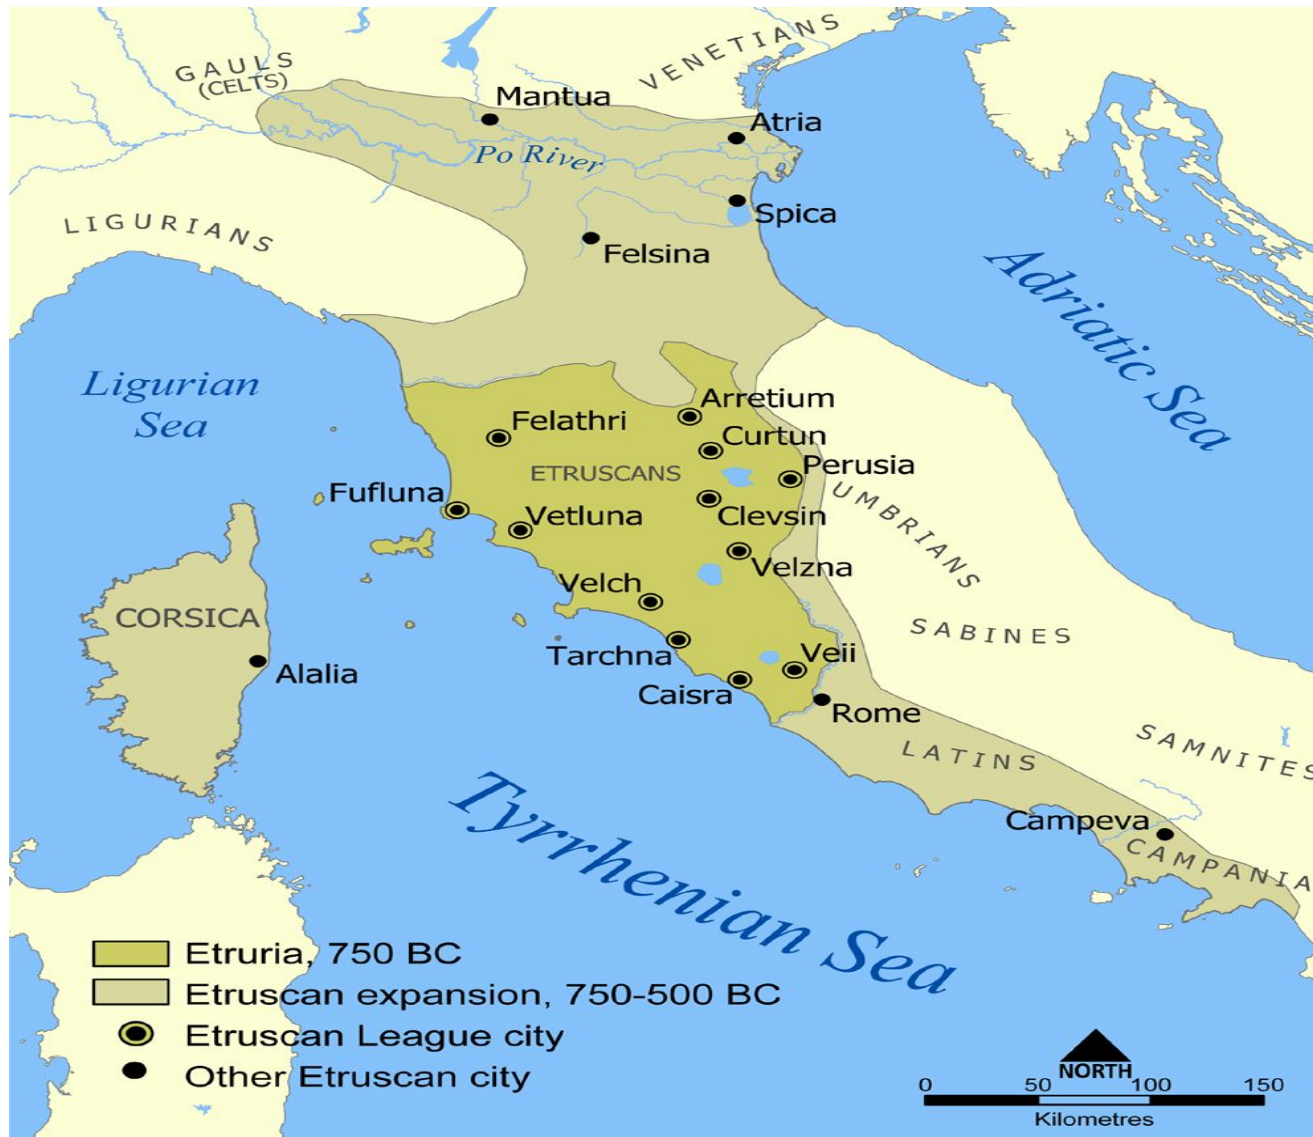 GAULS
(CELTS)
VENETIANS
Mantua
Atria
Po River
Spica
LIGURIANS
Felsina
Adriatic Sea
Ligurian
Sea
Arretium
Felathri
Curtun
ETRUSCANS
Perusia
Fufluna
Vetluna
Clevsin
UMBRIANS
Velzna
Velch
CORSICA
SABINES
Tarchna
Veii
Alalia
Caisra
Rome
LATINS
SAMNITES
Tyrrhenian Sea
Campeva
CAMPANIA
Etruria, 750 BC
Etruscan expansion, 750-500 BC
Etruscan League city
Other Etruscan city
NORTH
0 50 100 150
Kilometres